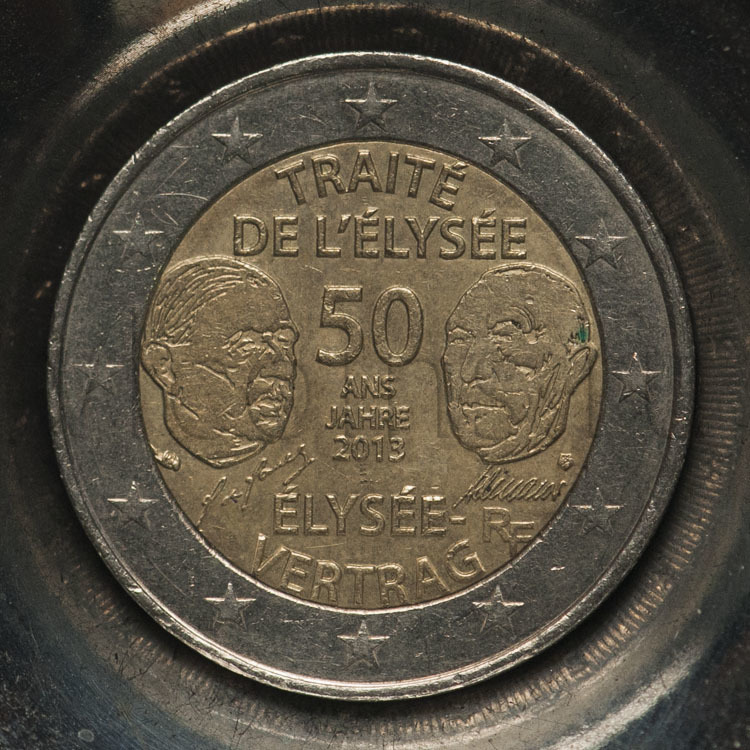 TRAITÉ
DE L'ÉLYSÉE
50
ANS
JAHRE
2013
ÉLYSÉE-
RF
VERTRAG